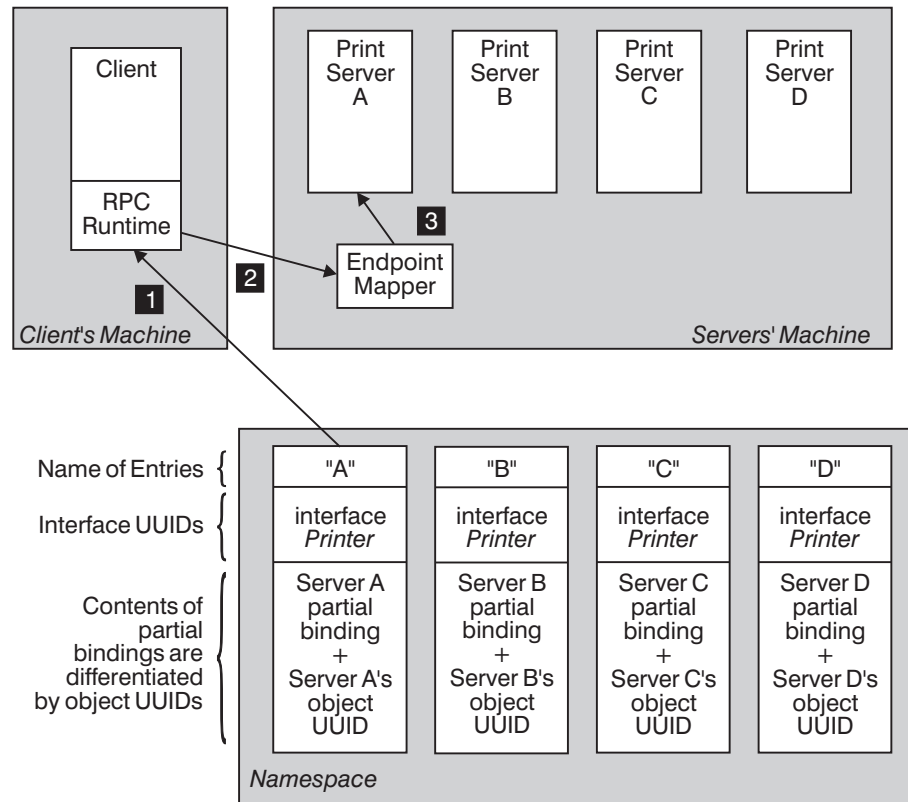 Client
RPC
Runtime
1
2
Client's Machine
Print
Server
A
Print
Server
B
Print
Server
C
Print
Server
D
3
Endpoint
Mapper
Servers' Machine
Name of Entries
"A"
"B"
"C"
"D"
Interface UUIDs
interface
Printer
interface
Printer
interface
Printer
interface
Printer
Contents of
partial
bindings are
differentiated
by object UUIDs
Server A
partial
binding
+
Server A's
object
UUID
Server B
partial
binding
+
Server B's
object
UUID
Server C
partial
binding
+
Server C's
object
UUID
Server D
partial
binding
+
Server D's
object
UUID
Namespace